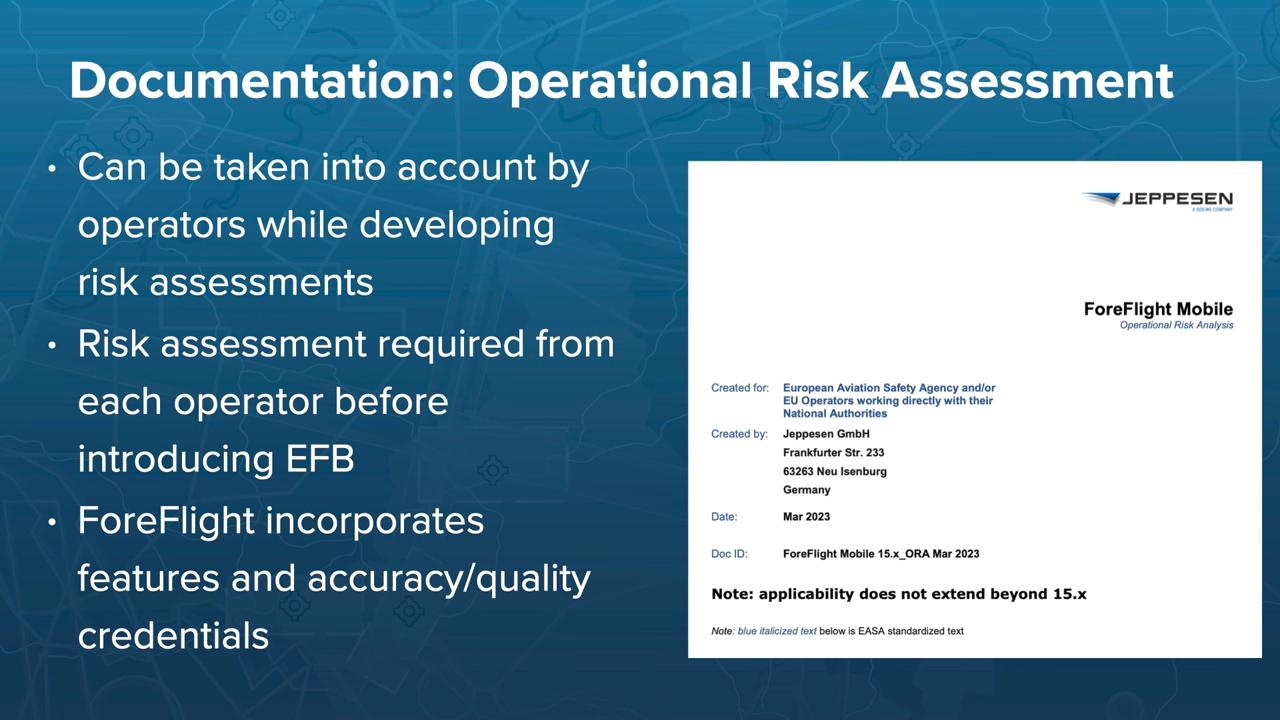 Documentation: Operational Risk Assessment
• Can be taken into account by
operators while developing
risk assessments
• Risk assessment required from
each operator before
introducing EFB
• ForeFlight incorporates
features and accuracy/quality
credentials
JEPPESEN
A BOEING COMPANY
ForeFlight Mobile
Operational Risk Analysis
Created for: European Aviation Safety Agency and/or
EU Operators working directly with their
National Authorities
Created by: Jeppesen GmbH
Frankfurter Str. 233
63263 Neu Isenburg
Germany
Date: Mar 2023
Doc ID: ForeFlight Mobile 15.x_ORA Mar 2023
Note: applicability does not extend beyond 15.x
Note: blue italicized text below is EASA standardized text